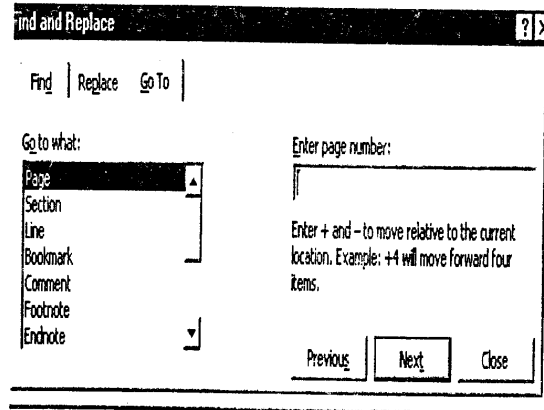 Find and Replace ? X
Find Replace Go To
Go to what:
Page
Section
Line
Bookmark
Comment
Footnote
Endnote
Enter page number:
Enter + and – to move relative to the current
location. Example: +4 will move forward four
items.
Previous Next Close